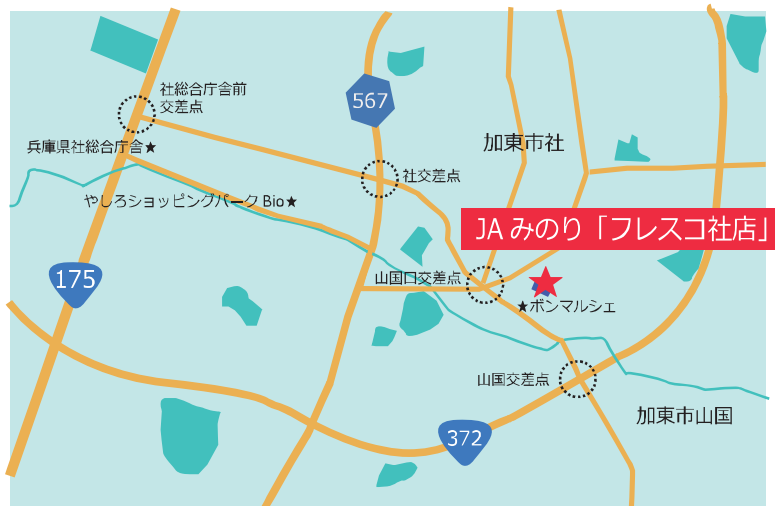 社総合庁舎前
交差点
567
加東市社
兵庫県社総合庁舎★
社交差点
やしろショッピングパーク Bio★
JA みのり「フレスコ社店」
175
山国口交差点
★ボンマルシェ
山国交差点
加東市山国
372